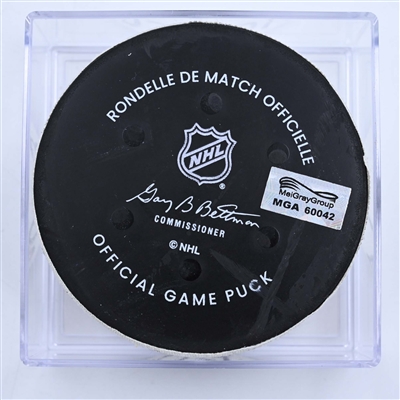 RONDELLE DE MATCH OFFICIELLE
NHL
Gary B Bettman
COMMISSIONER
© NHL
OFFICIAL GAME PUCK
MeiGrayGroup
MGA 60042